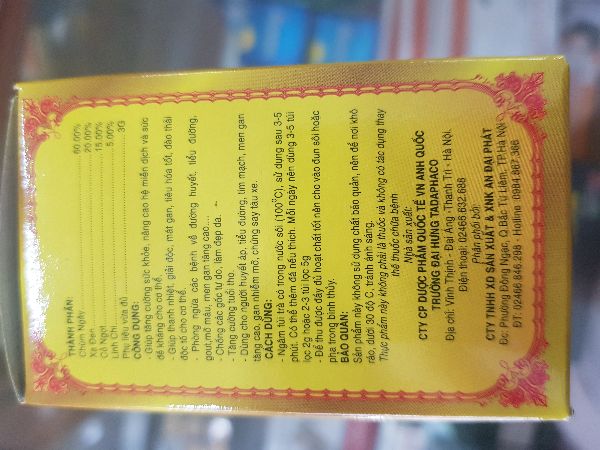 THÀNH PHẦN:
Chùm Ngây 60.00%
Xạ Đen 20.00%
Cỏ Ngọt 15.00%
Linh chi 5.00%
Phụ liệu vừa đủ 3G
CÔNG DỤNG:
- Giúp tăng cường sức khỏe, nâng cao hệ miễn dịch và sức
đề kháng cho cơ thể.
- Giúp thanh nhiệt, giải độc, mát gan, tiêu hóa tốt, đào thải
độc tố cho cơ thể.
- Phòng ngừa các bệnh về đường huyết, tiểu đường,
gout, mỡ máu, men gan tăng cao....
- Chống các gốc tự do, làm đẹp da.
- Tăng cường tuổi thọ.
- Dùng cho người huyết áp, tiểu đường, tim mạch, men gan
tăng cao, gan nhiễm mỡ, chứng say tàu xe.
CÁCH DÙNG:
- Ngâm túi trà có trong nước sôi (100°C), sử dụng sau 3-5
phút. Có thể thêm đá nếu thích. Mỗi ngày nên dùng 3-5 túi
lọc 2g hoặc 2-3 túi lọc 5g
- Để thu được đầy đủ hoạt chất tốt nên cho vào đun sôi hoặc
pha trong bình thủy.
BẢO QUẢN:
Sản phẩm này không sử dụng chất bảo quản, nên để nơi khô
ráo, dưới 30 độ C, tránh ánh sáng.
Thực phẩm này không phải là thuốc và không có tác dụng thay
thế thuốc chữa bệnh
Nhà sản xuất:
CTY CP DƯỢC PHẨM QUỐC TẾ VN ANH QUỐC
TRƯỜNG ĐẠI HƯNG TADAPHACO
Địa chỉ: Vĩnh Thịnh - Đại Áng - Thanh Trì - Hà Nội.
Điện thoại: 02466.632.686
Phân phối bởi:
CTY TNHH XD SẢN XUẤT & XNK AN ĐẠI PHÁT
Đc: Phường Đông Ngạc, Q.Bắc Từ Liêm, TP.Hà Nội
ĐT: 02466 846 298 Hotline: 0984.667.366